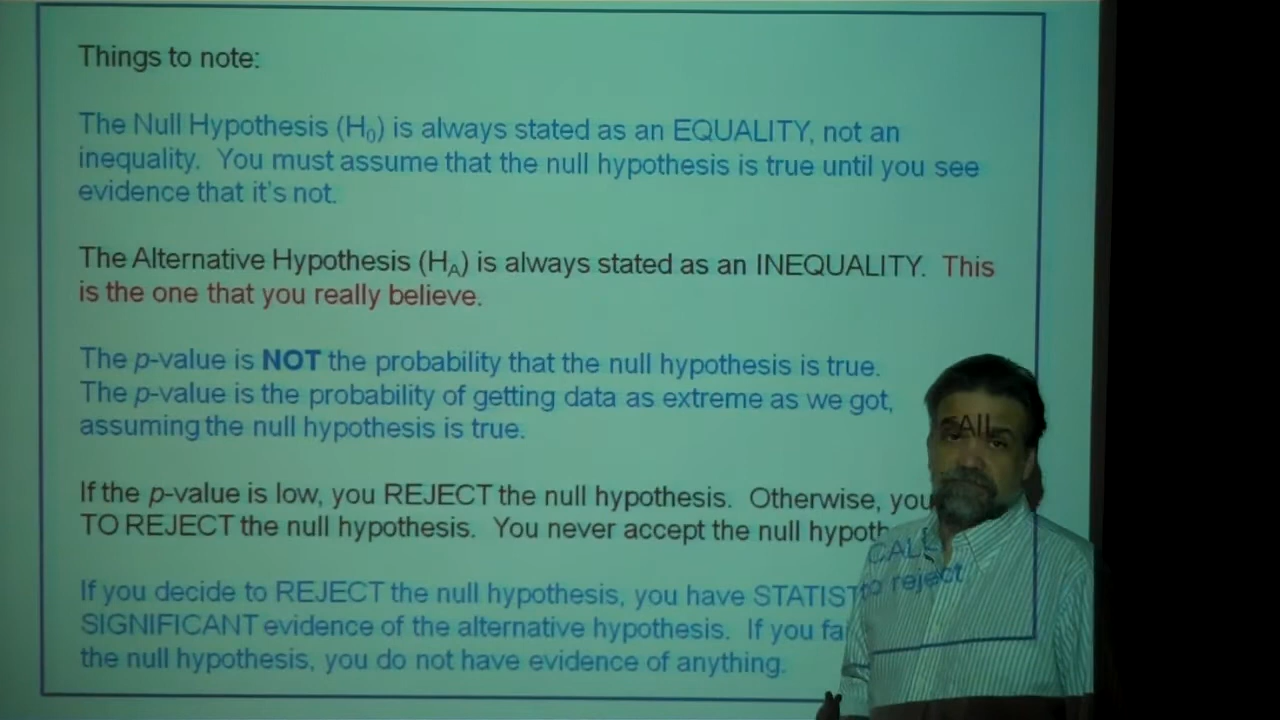 Things to note:
The Null Hypothesis (H₀) is always stated as an EQUALITY, not an
inequality. You must assume that the null hypothesis is true until you see
evidence that it's not.
The Alternative Hypothesis (Hₐ) is always stated as an INEQUALITY. This
is the one that you really believe.
The p-value is NOT the probability that the null hypothesis is true.
The p-value is the probability of getting data as extreme as we got,
assuming the null hypothesis is true.
If the p-value is low, you REJECT the null hypothesis. Otherwise, you
TO REJECT the null hypothesis. You never accept the null hypoth
If you decide to REJECT the null hypothesis, you have STATIST CALL
SIGNIFICANT evidence of the alternative hypothesis. If you fa to reject
the null hypothesis, you do not have evidence of anything.